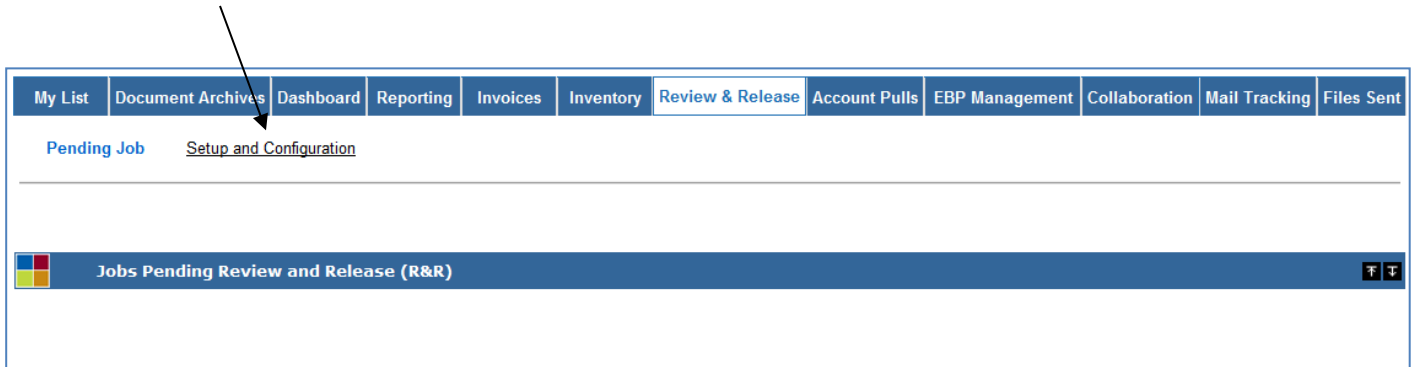 My List Document Archives Dashboard Reporting Invoices Inventory Review & Release Account Pulls EBP Management Collaboration Mail Tracking Files Sent
Pending Job Setup and Configuration
Jobs Pending Review and Release (R&R)